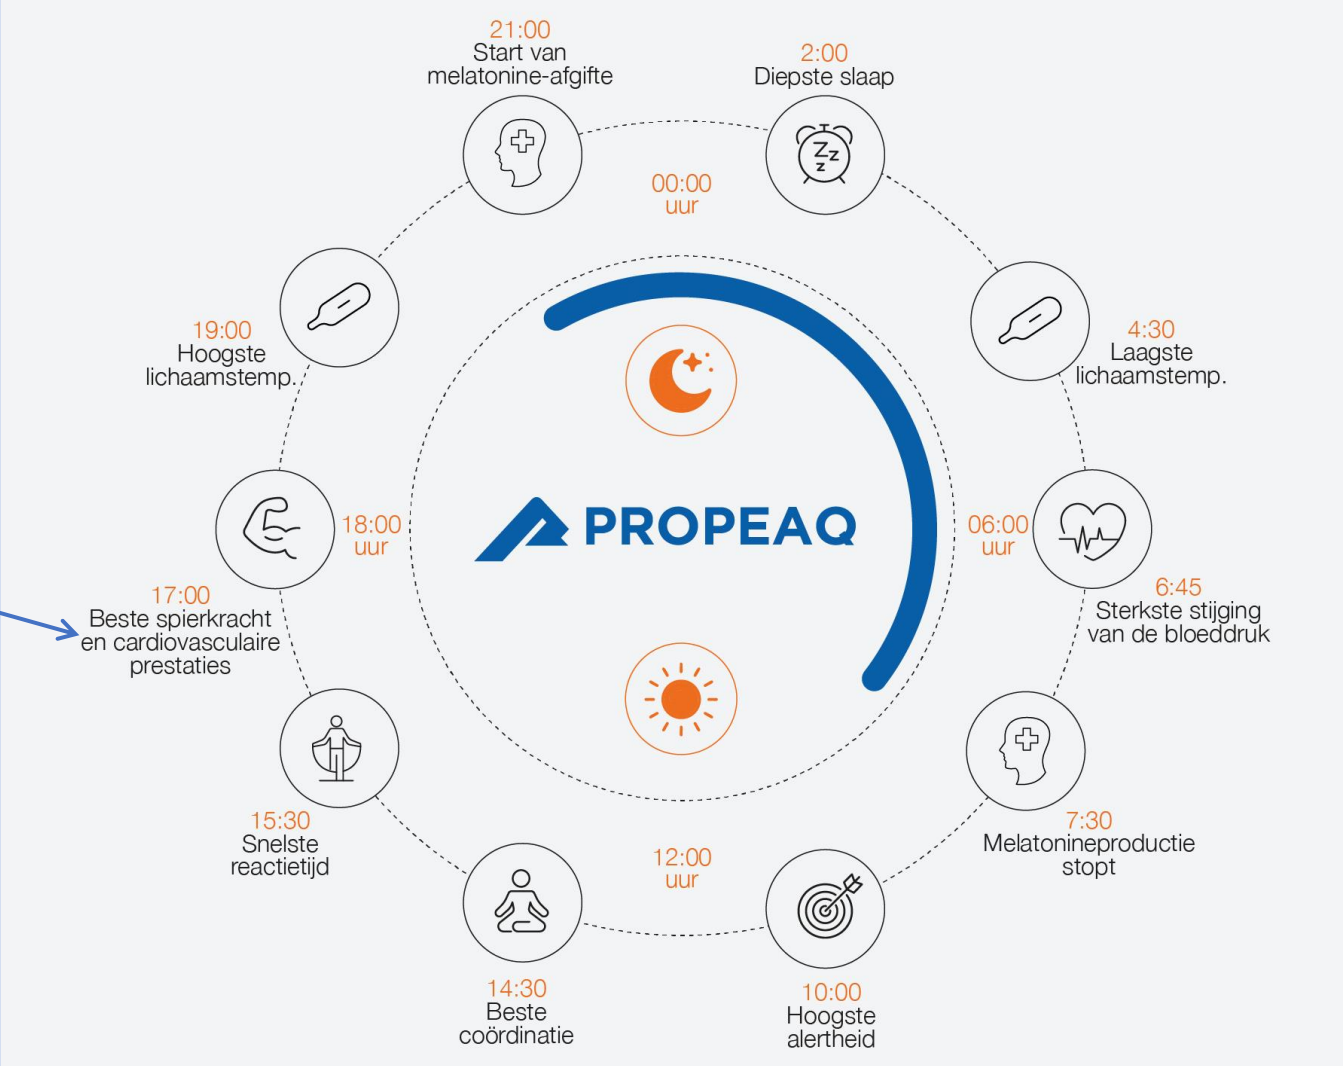 21:00
Start van
melatonine-afgifte
2:00
Diepste slaap
Zzz
00:00
uur
19:00
Hoogste
lichaamstemp.
4:30
Laagste
lichaamstemp.
18:00
uur
PROPEAQ
06:00
uur
17:00
Beste spierkracht
en cardiovasculaire
prestaties
6:45
Sterkste stijging
van de bloeddruk
15:30
Snelste
reactietijd
12:00
uur
7:30
Melatonineproductie
stopt
14:30
Beste
coördinatie
10:00
Hoogste
alertheid